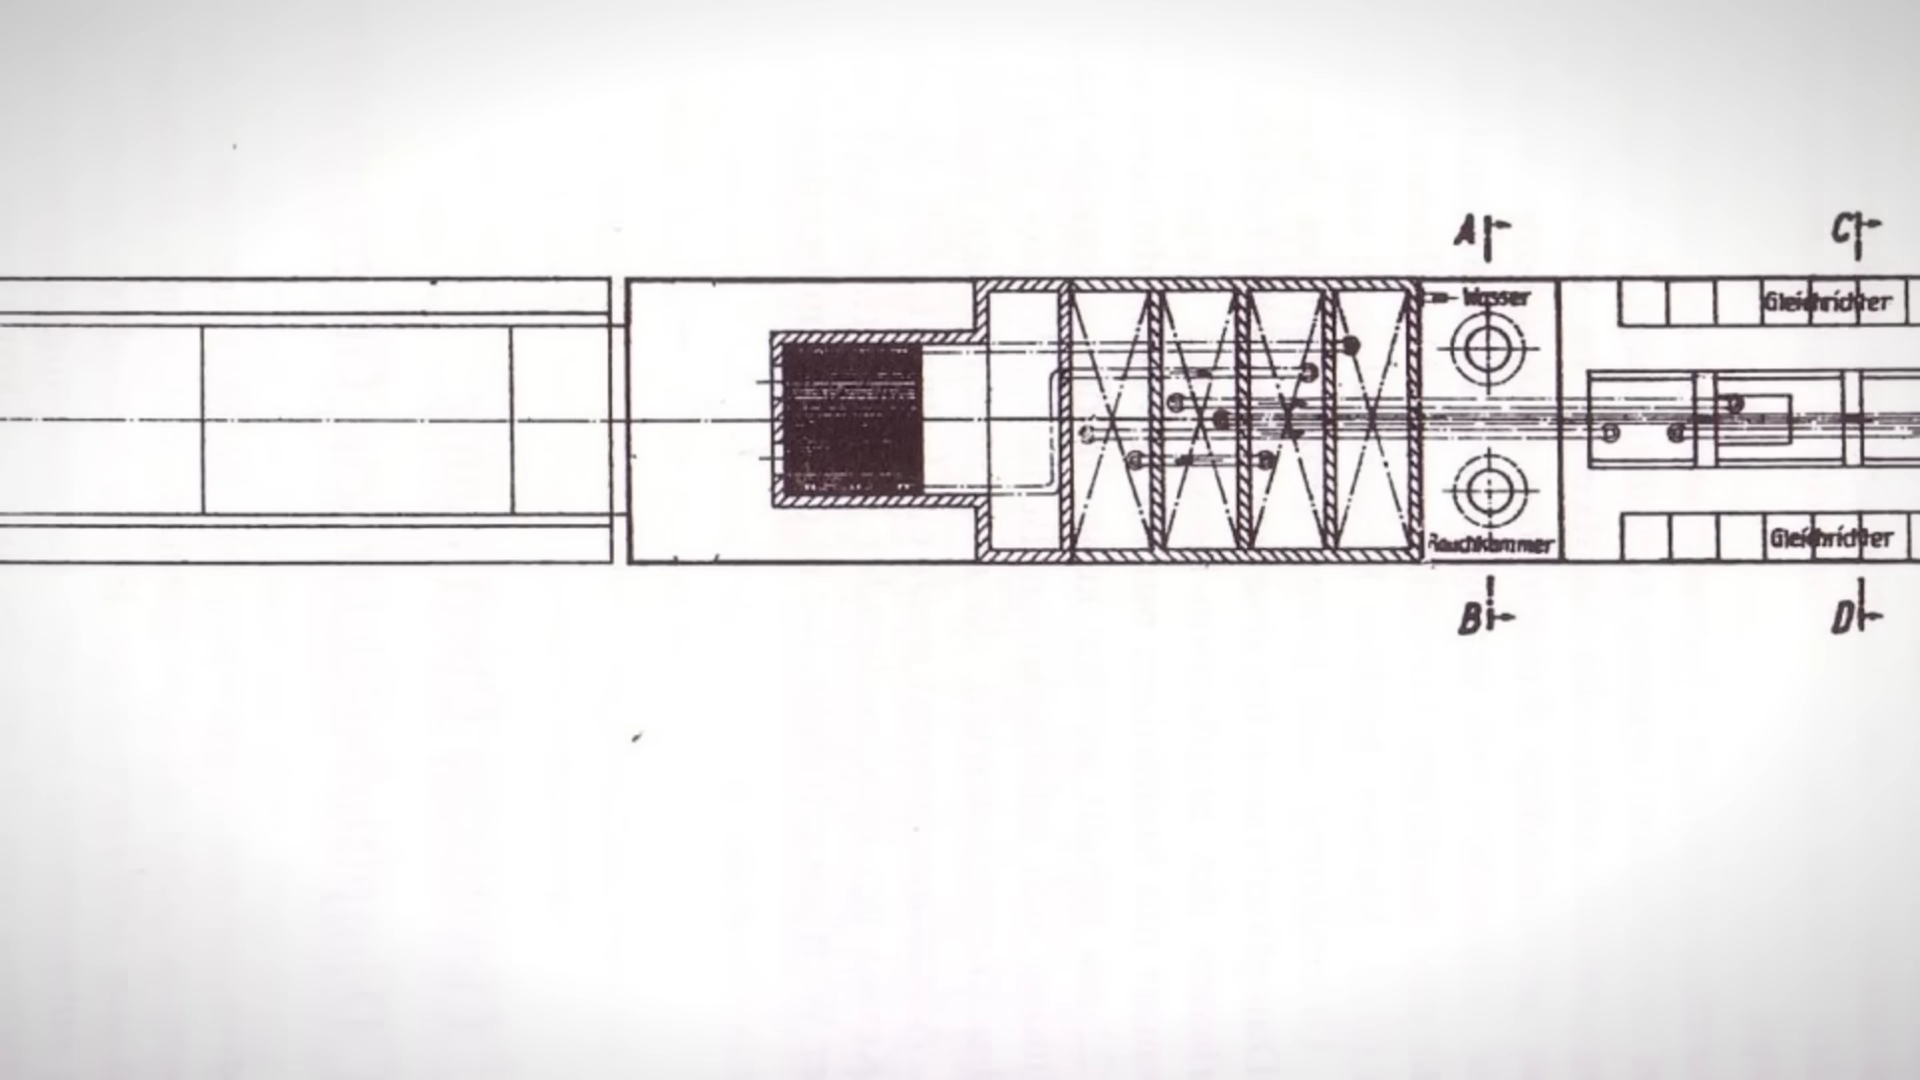 A
C
Wasser
Gleichrichter
Rauchkammer
Gleichrichter
B
D